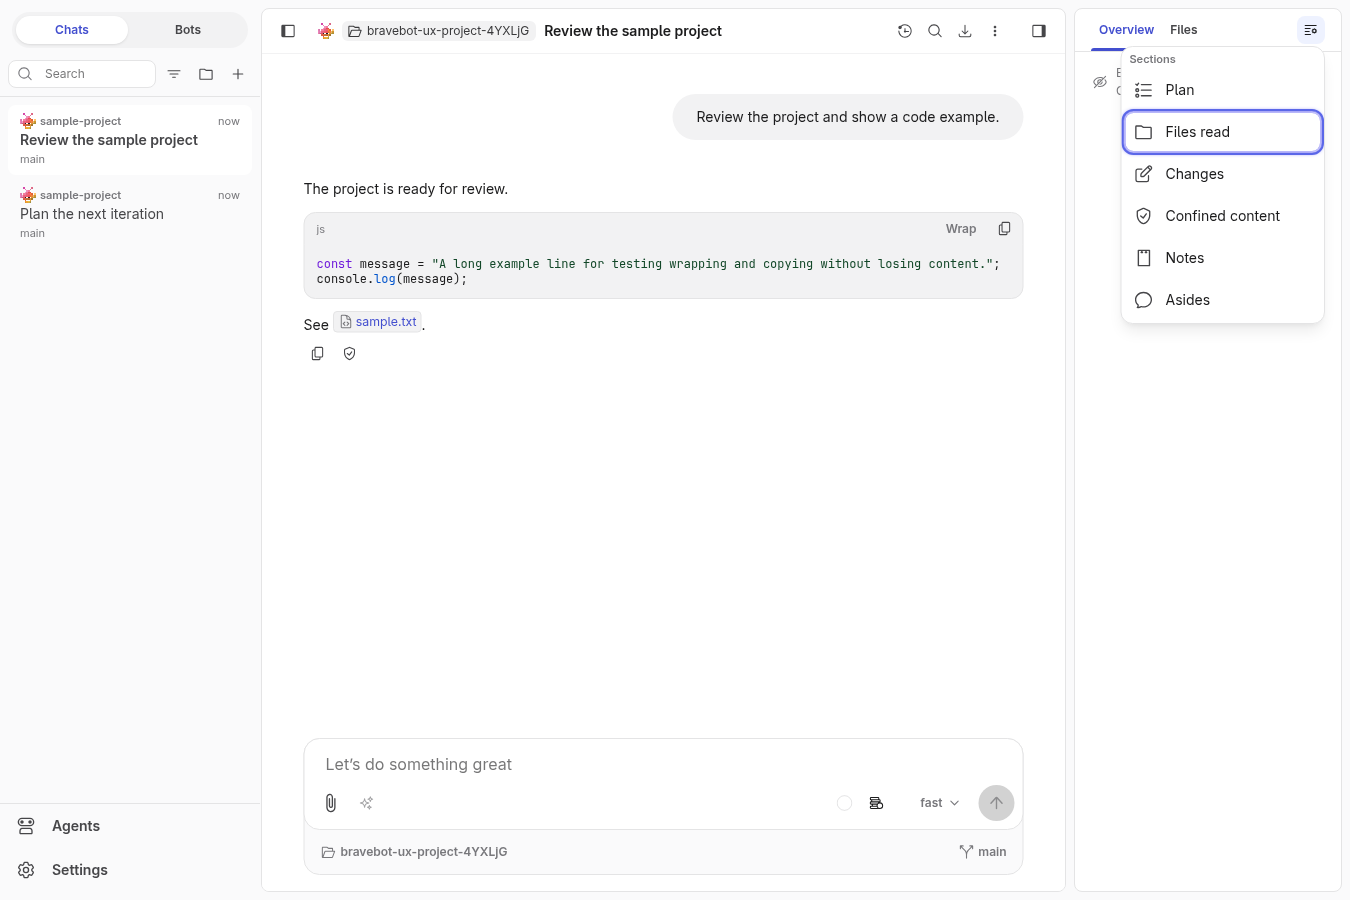 Chats
Bots
Search
sample-project
now
Review the sample project
main
sample-project
now
Plan the next iteration
main
Agents
Settings
bravebot-ux-project-4YXLjG
Review the sample project
Review the project and show a code example.
The project is ready for review.
js
Wrap
const message = "A long example line for testing wrapping and copying without losing content.";
console.log(message);
See sample.txt.
Let's do something great
fast
bravebot-ux-project-4YXLjG
main
Overview
Files
Sections
Plan
Files read
Changes
Confined content
Notes
Asides